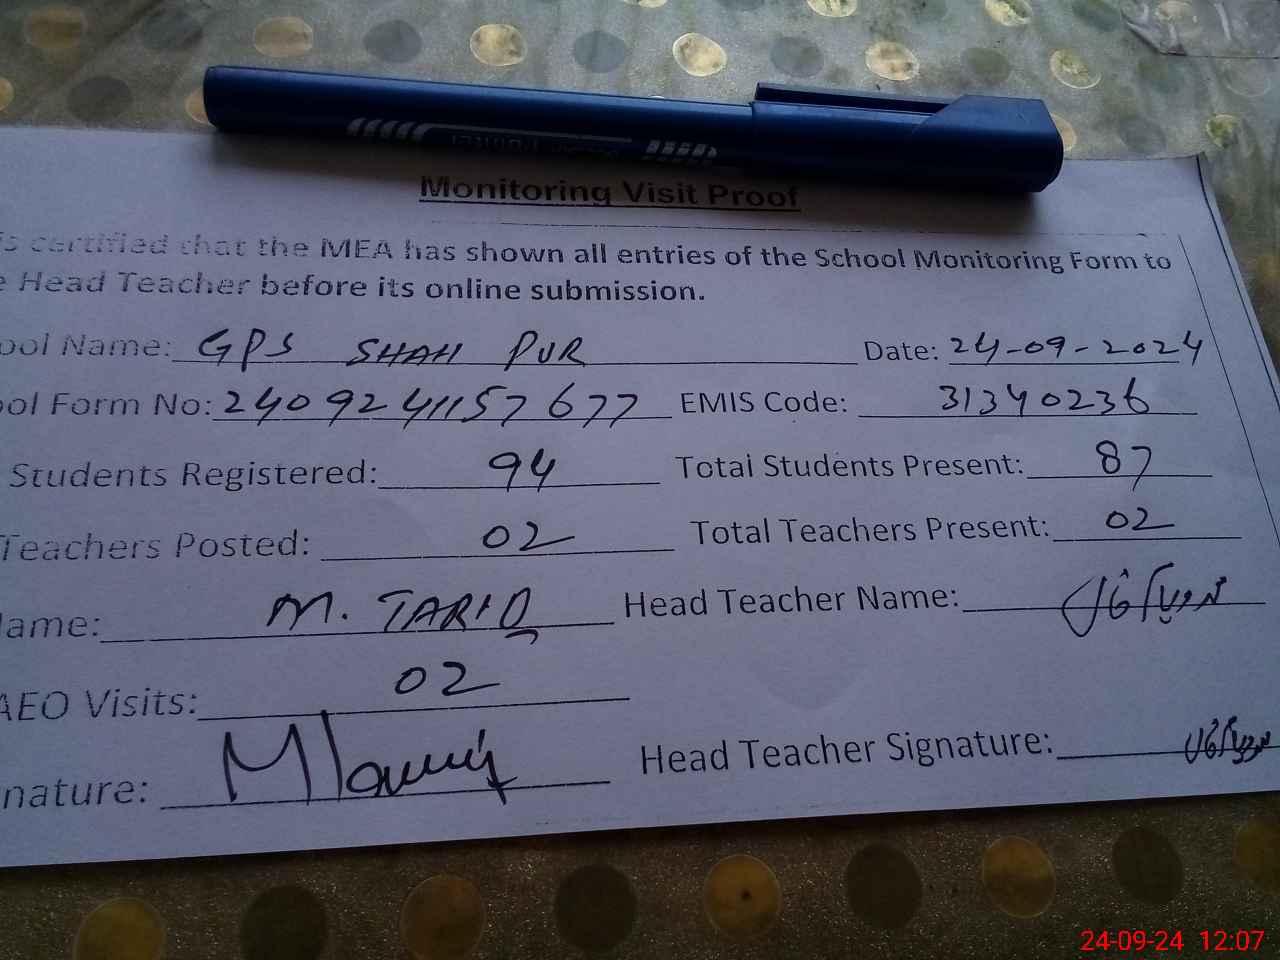 Monitoring Visit Proof
is certified that the MEA has shown all entries of the School Monitoring Form to
e Head Teacher before its online submission.
ool Name: GPS SHAH PUR Date: 24-09-2024
ool Form No: 2409241157677 EMIS Code: 31340236
Students Registered: 94 Total Students Present: 87
Teachers Posted: 02 Total Teachers Present: 02
Name: M. TARIQ Head Teacher Name:
AEO Visits: 02
nature: Head Teacher Signature:
24-09-24 12:07